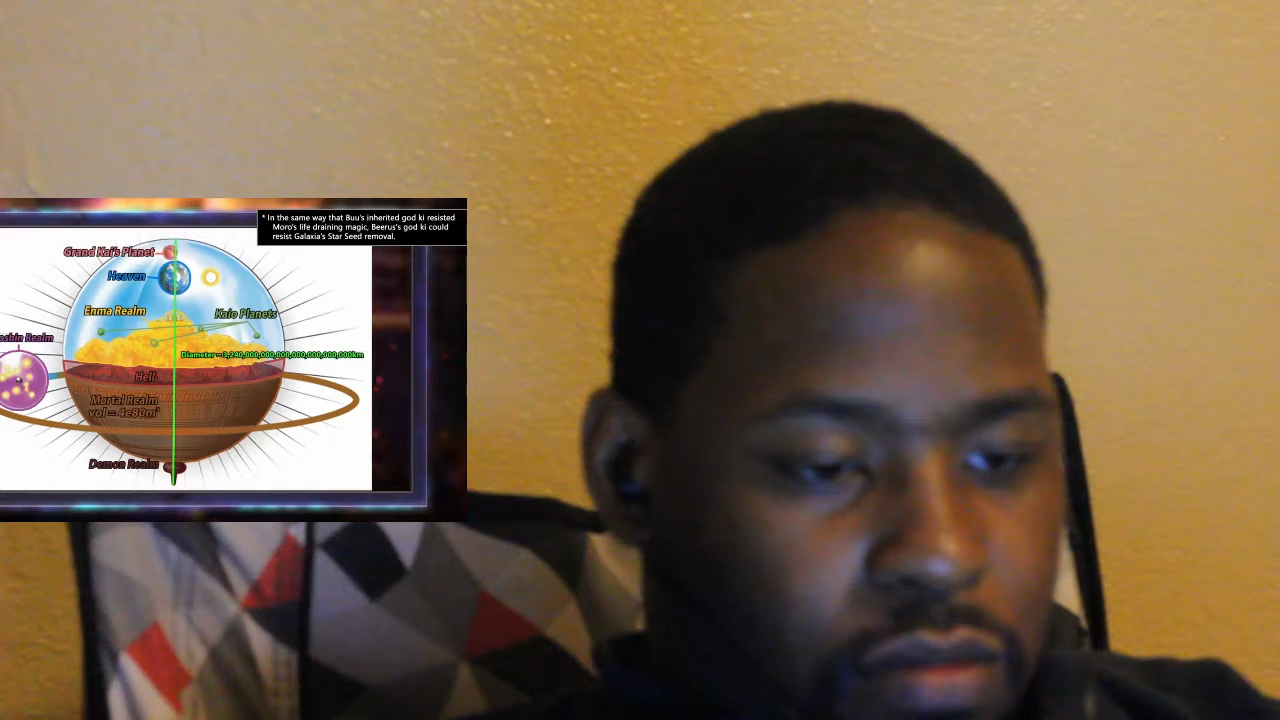 * In the same way that Buu's inherited god ki resisted
Moro's life draining magic, Beerus's god ki could
resist Galaxia's Star Seed removal.
Grand Kai's Planet
Heaven
Enma Realm
Kaio Planets
oshin Realm
Diameter = 3,240,000,000,000,000,000,000,000km
Hell
Mortal Realm
vol = 4e80m³
Demon Realm